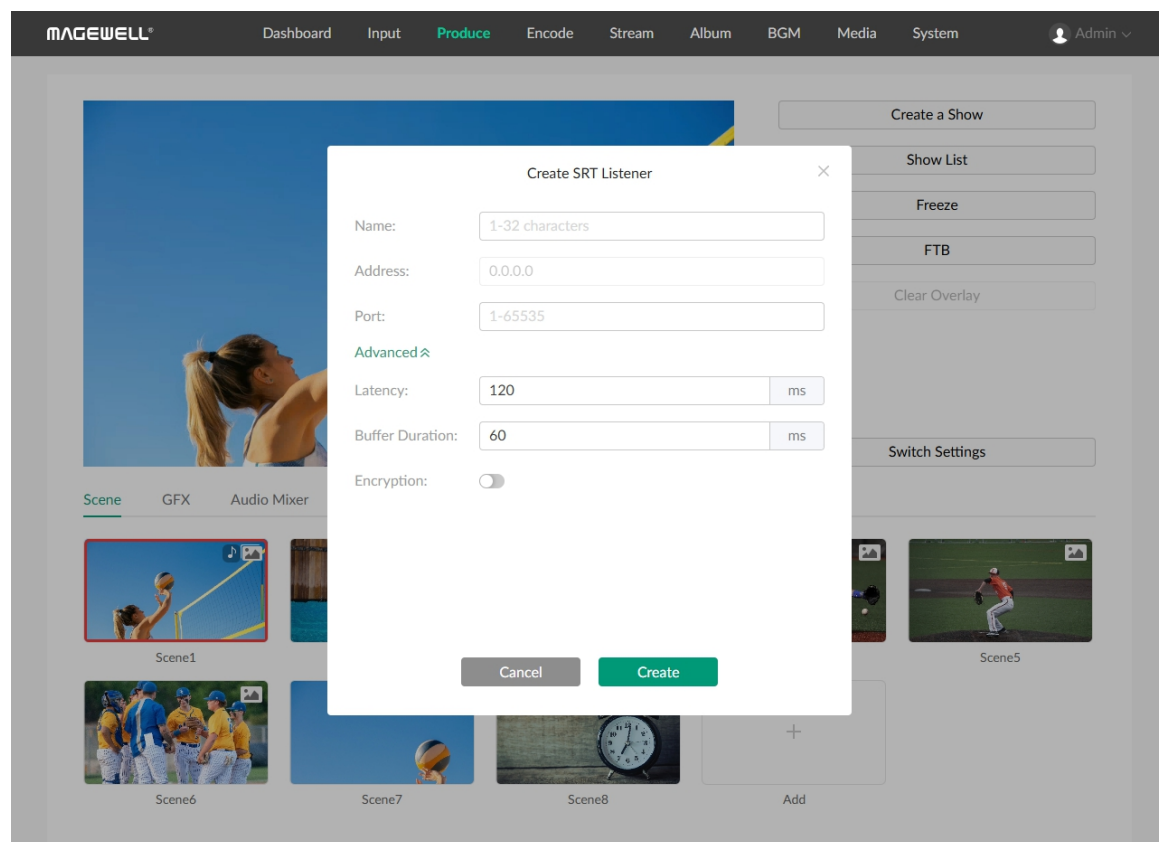 MAGEWELL®
Dashboard Input Produce Encode Stream Album BGM Media System Admin
Create a Show
Show List
Freeze
FTB
Clear Overlay
Switch Settings
Create SRT Listener
Name: 1-32 characters
Address: 0.0.0.0
Port: 1-65535
Advanced
Latency: 120 ms
Buffer Duration: 60 ms
Encryption:
Cancel Create
Scene GFX Audio Mixer
Scene1 Scene5
Scene6 Scene7 Scene8 Add